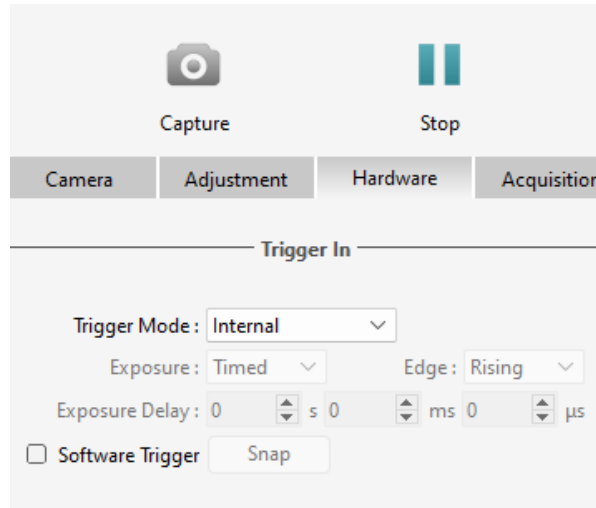 Capture Stop
Camera Adjustment Hardware Acquisition
Trigger In
Trigger Mode : Internal
Exposure : Timed Edge : Rising
Exposure Delay : 0 s 0 ms 0 µs
Software Trigger Snap